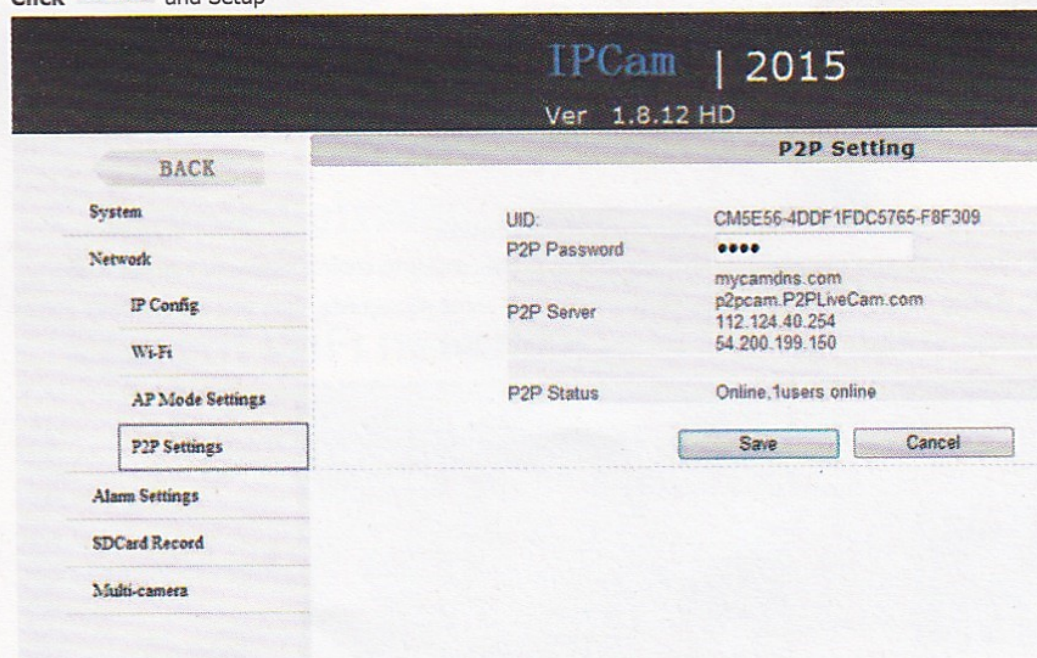 Click and Setup
IPCam | 2015
Ver 1.8.12 HD
P2P Setting
BACK
System
Network
IP Config
Wi-Fi
AP Mode Settings
P2P Settings
Alarm Settings
SDCard Record
Multi-camera
UID: CM5E56-4DDF1FDC5765-F8F309
P2P Password ••••
P2P Server
mycamdns.com
p2pcam.P2PLiveCam.com
112.124.40.254
54.200.199.150
P2P Status Online,1users online
Save Cancel